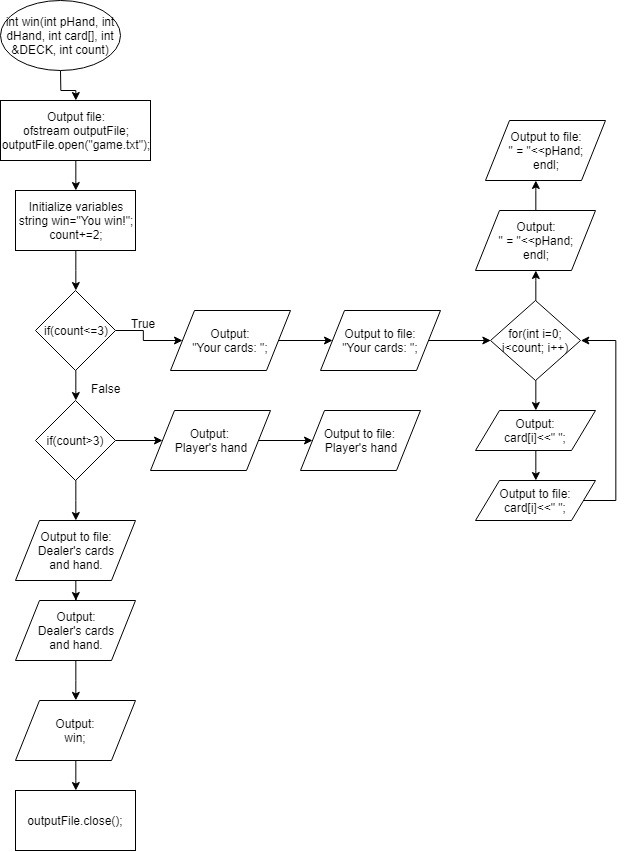 int win(int pHand, int
dHand, int card[], int
&DECK, int count)
Output file:
ofstream outputFile;
outputFile.open("game.txt");
Initialize variables
string win="You win!";
count+=2;
if(count<=3)
True
Output:
"Your cards: ";
Output to file:
"Your cards: ";
for(int i=0;
i<count; i++)
Output:
" = "<<pHand;
endl;
Output to file:
" = "<<pHand;
endl;
Output:
card[i]<<" ";
Output to file:
card[i]<<" ";
False
if(count>3)
Output:
Player's hand
Output to file:
Player's hand
Output to file:
Dealer's cards
and hand.
Output:
Dealer's cards
and hand.
Output:
win;
outputFile.close();